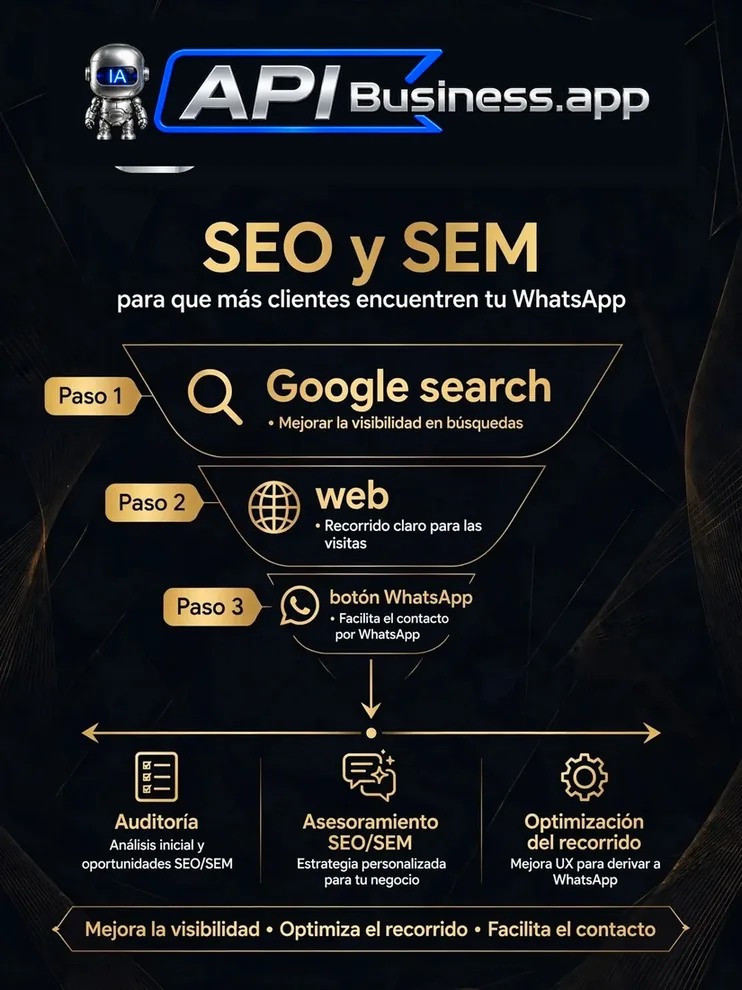 IA
API Business.app
SEO y SEM
para que más clientes encuentren tu WhatsApp
Paso 1
Google search
• Mejorar la visibilidad en búsquedas
Paso 2
web
• Recorrido claro para las
visitas
Paso 3
botón WhatsApp
• Facilita el contacto
por WhatsApp
Auditoría
Análisis inicial y
oportunidades SEO/SEM
Asesoramiento
SEO/SEM
Estrategia personalizada
para tu negocio
Optimización
del recorrido
Mejora UX para derivar a
WhatsApp
Mejora la visibilidad • Optimiza el recorrido • Facilita el contacto